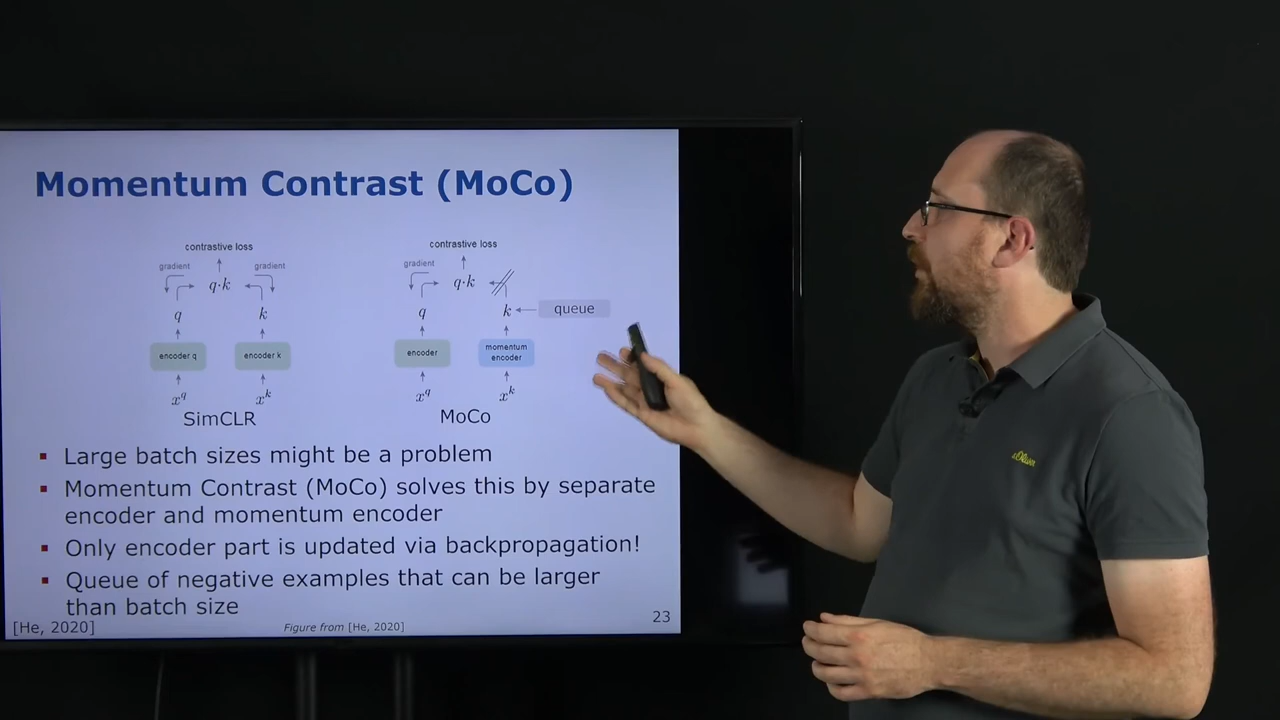 Momentum Contrast (MoCo)
contrastive loss
gradient
gradient
q·k
q
k
encoder q
encoder k
x^q
x^k
SimCLR
contrastive loss
gradient
q·k
q
k
queue
encoder
momentum
encoder
x^q
x^k
MoCo
Large batch sizes might be a problem
Momentum Contrast (MoCo) solves this by separate
encoder and momentum encoder
Only encoder part is updated via backpropagation!
Queue of negative examples that can be larger
than batch size
[He, 2020]
Figure from [He, 2020]
23
s.Oliver